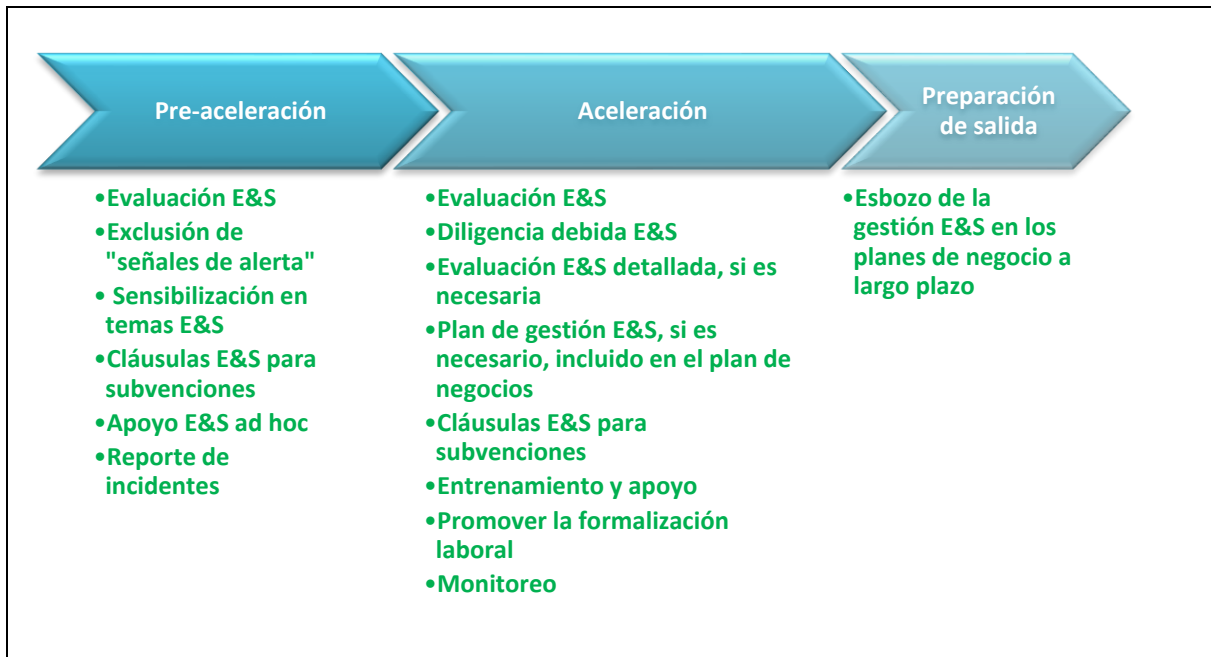 Pre-aceleración
Aceleración
Preparación
de salida
•Evaluación E&S
•Exclusión de
"señales de alerta"
• Sensibilización en
temas E&S
•Cláusulas E&S para
subvenciones
•Apoyo E&S ad hoc
•Reporte de
incidentes
•Evaluación E&S
•Diligencia debida E&S
•Evaluación E&S detallada, si es
necesaria
•Plan de gestión E&S, si es
necesario, incluido en el plan de
negocios
•Cláusulas E&S para
subvenciones
•Entrenamiento y apoyo
•Promover la formalización
laboral
•Monitoreo
•Esbozo de la
gestión E&S en los
planes de negocio a
largo plazo